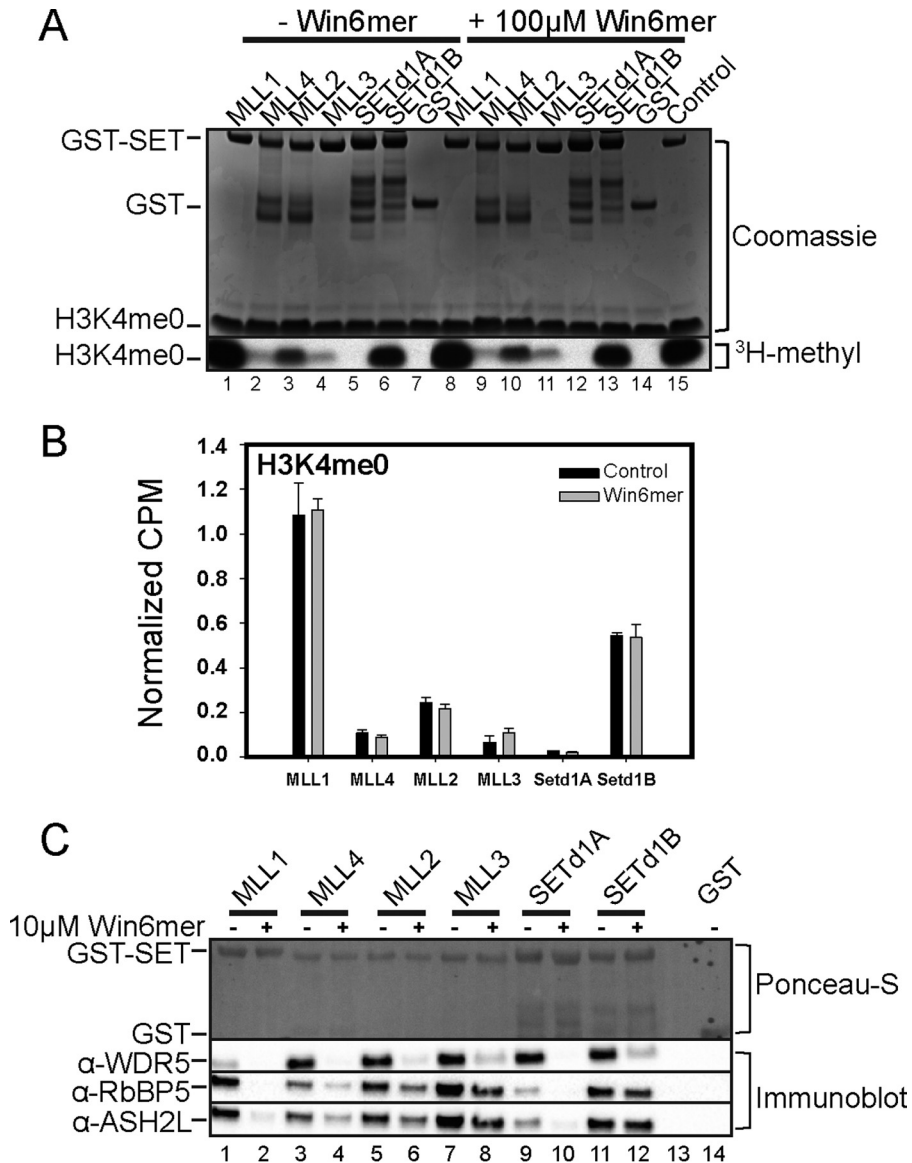 A
- Win6mer + 100µM Win6mer
MLL1 MLL4 MLL2 MLL3 SETd1A SETd1B GST MLL1 MLL4 MLL2 MLL3 SETd1A SETd1B GST Control
GST-SET
GST
Coomassie
H3K4me0
H3K4me0 ³H-methyl
1 2 3 4 5 6 7 8 9 10 11 12 13 14 15
B
H3K4me0
Control
Win6mer
Normalized CPM
1.4
1.2
1.0
0.8
0.6
0.4
0.2
0.0
MLL1 MLL4 MLL2 MLL3 Setd1A Setd1B
C
MLL1 MLL4 MLL2 MLL3 SETd1A SETd1B GST
10µM Win6mer - + - + - + - + - + - + -
GST-SET
Ponceau-S
GST
α-WDR5
α-RbBP5
Immunoblot
α-ASH2L
1 2 3 4 5 6 7 8 9 10 11 12 13 14